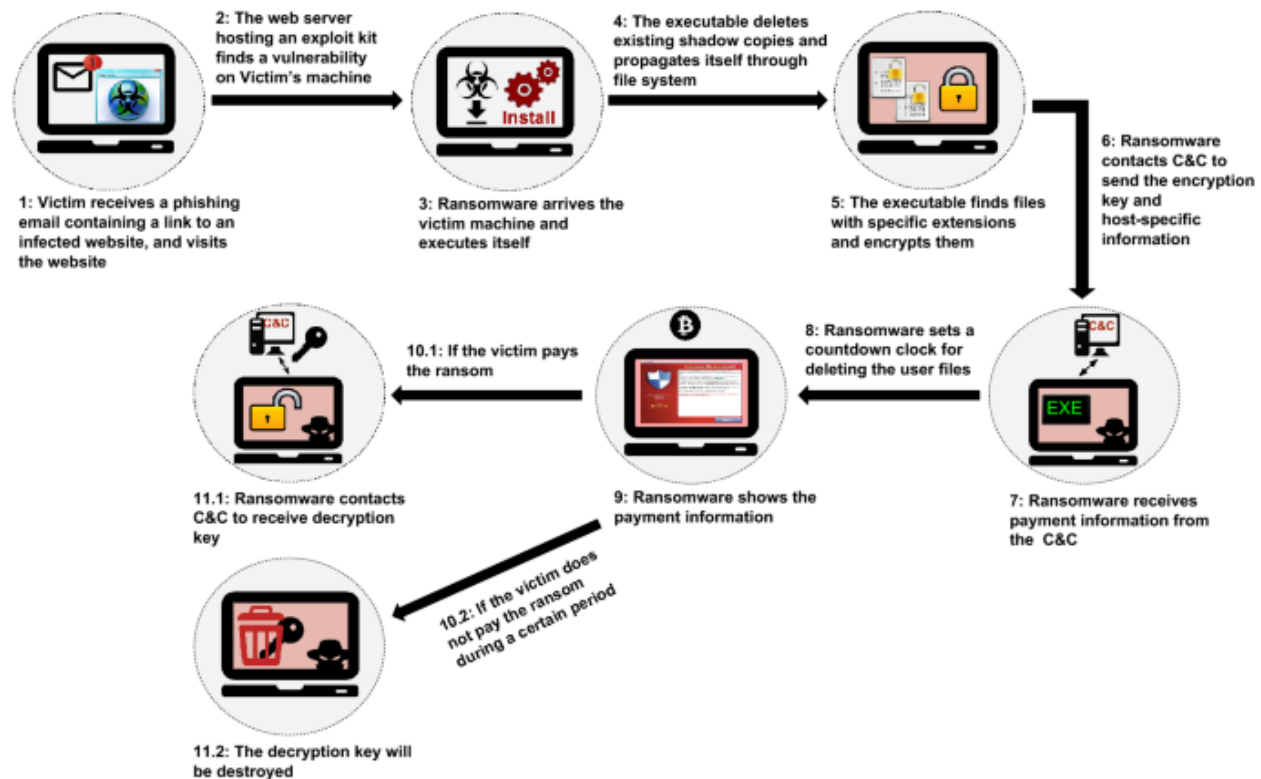 1
2: The web server
hosting an exploit kit
finds a vulnerability
on Victim's machine
Install
4: The executable deletes
existing shadow copies and
propagates itself through
file system
1: Victim receives a phishing
email containing a link to an
infected website, and visits
the website
3: Ransomware arrives the
victim machine and
executes itself
5: The executable finds files
with specific extensions
and encrypts them
6: Ransomware
contacts C&C to
send the encryption
key and
host-specific
information
C&C
EXE
7: Ransomware receives
payment information from
the C&C
8: Ransomware sets a
countdown clock for
deleting the user files
9: Ransomware shows the
payment information
10.1: If the victim pays
the ransom
C&C
11.1: Ransomware contacts
C&C to receive decryption
key
10.2: If the victim does
not pay the ransom
during a certain period
11.2: The decryption key will
be destroyed